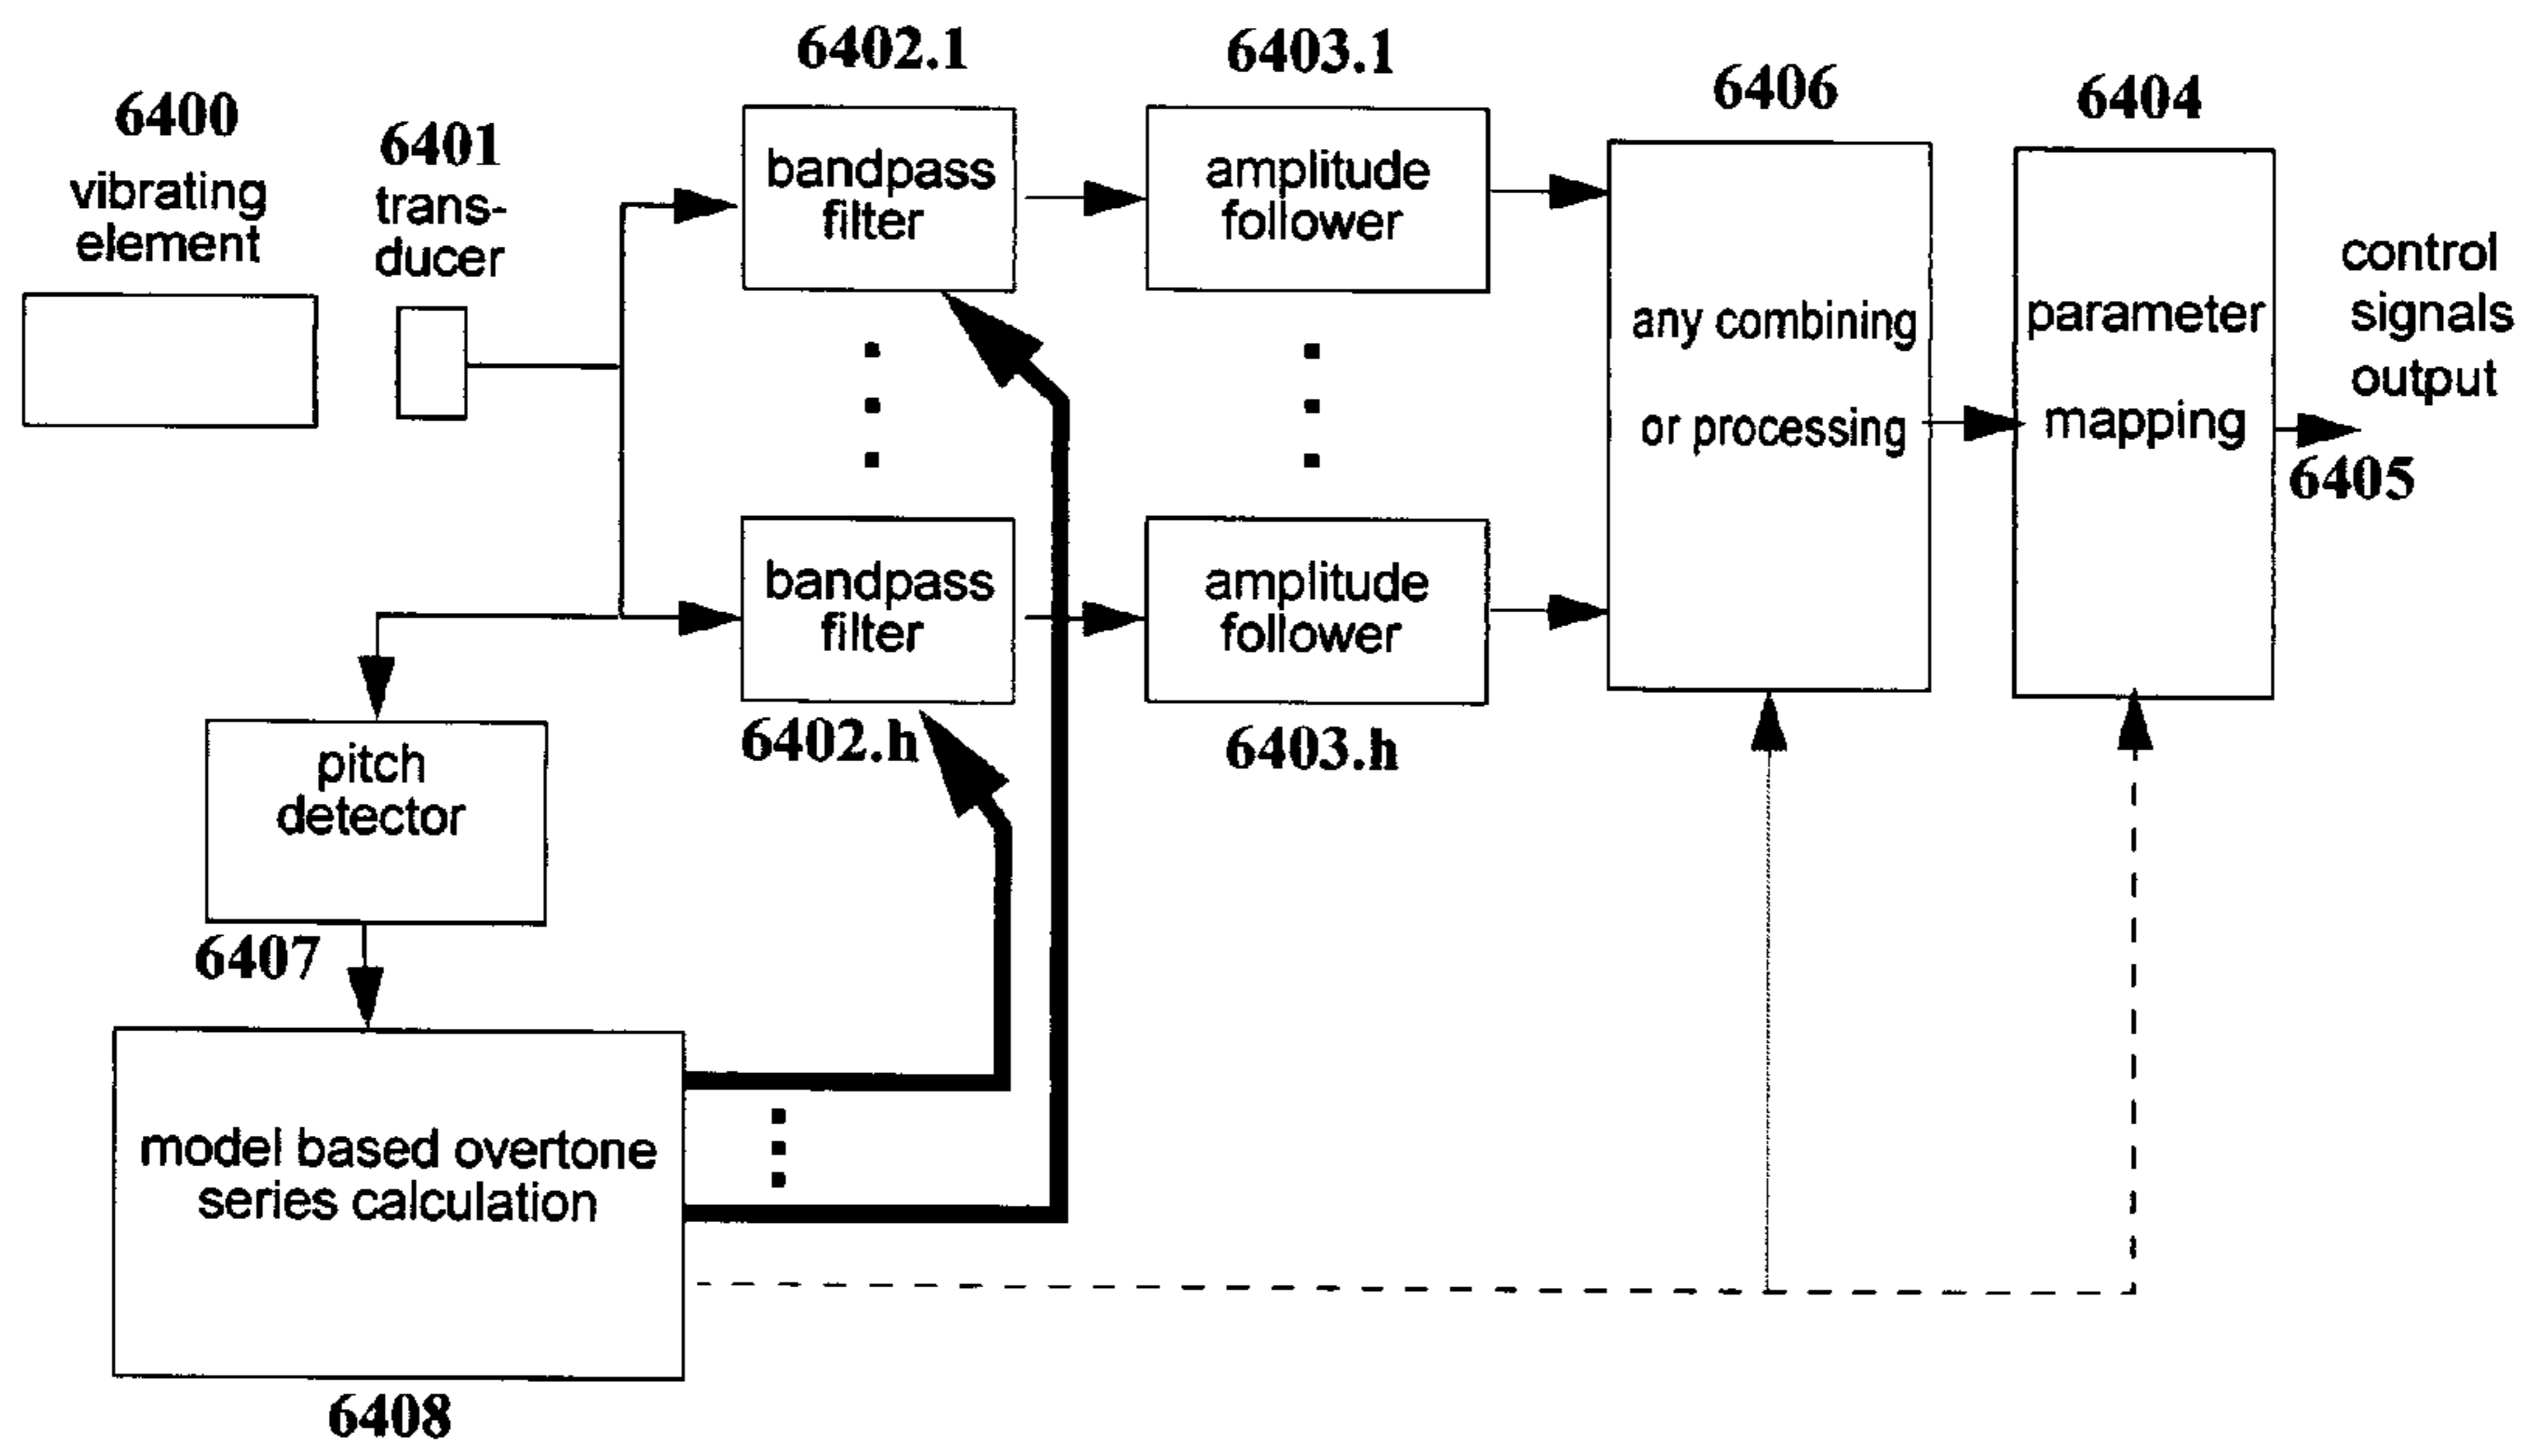 6400
vibrating
element
6401
trans-
ducer
6402.1
bandpass
filter
6403.1
amplitude
follower
6406
any combining
or processing
6404
parameter
mapping
control
signals
output
6405
bandpass
filter
6402.h
amplitude
follower
6403.h
pitch
detector
6407
model based overtone
series calculation
6408